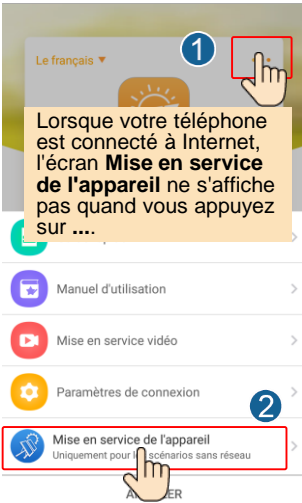 Le français ▼
1
Lorsque votre téléphone
est connecté à Internet,
l'écran Mise en service
de l'appareil ne s'affiche
pas quand vous appuyez
sur ....
Manuel d'utilisation
Mise en service vidéo
Paramètres de connexion
2
Mise en service de l'appareil
Uniquement pour les scénarios sans réseau